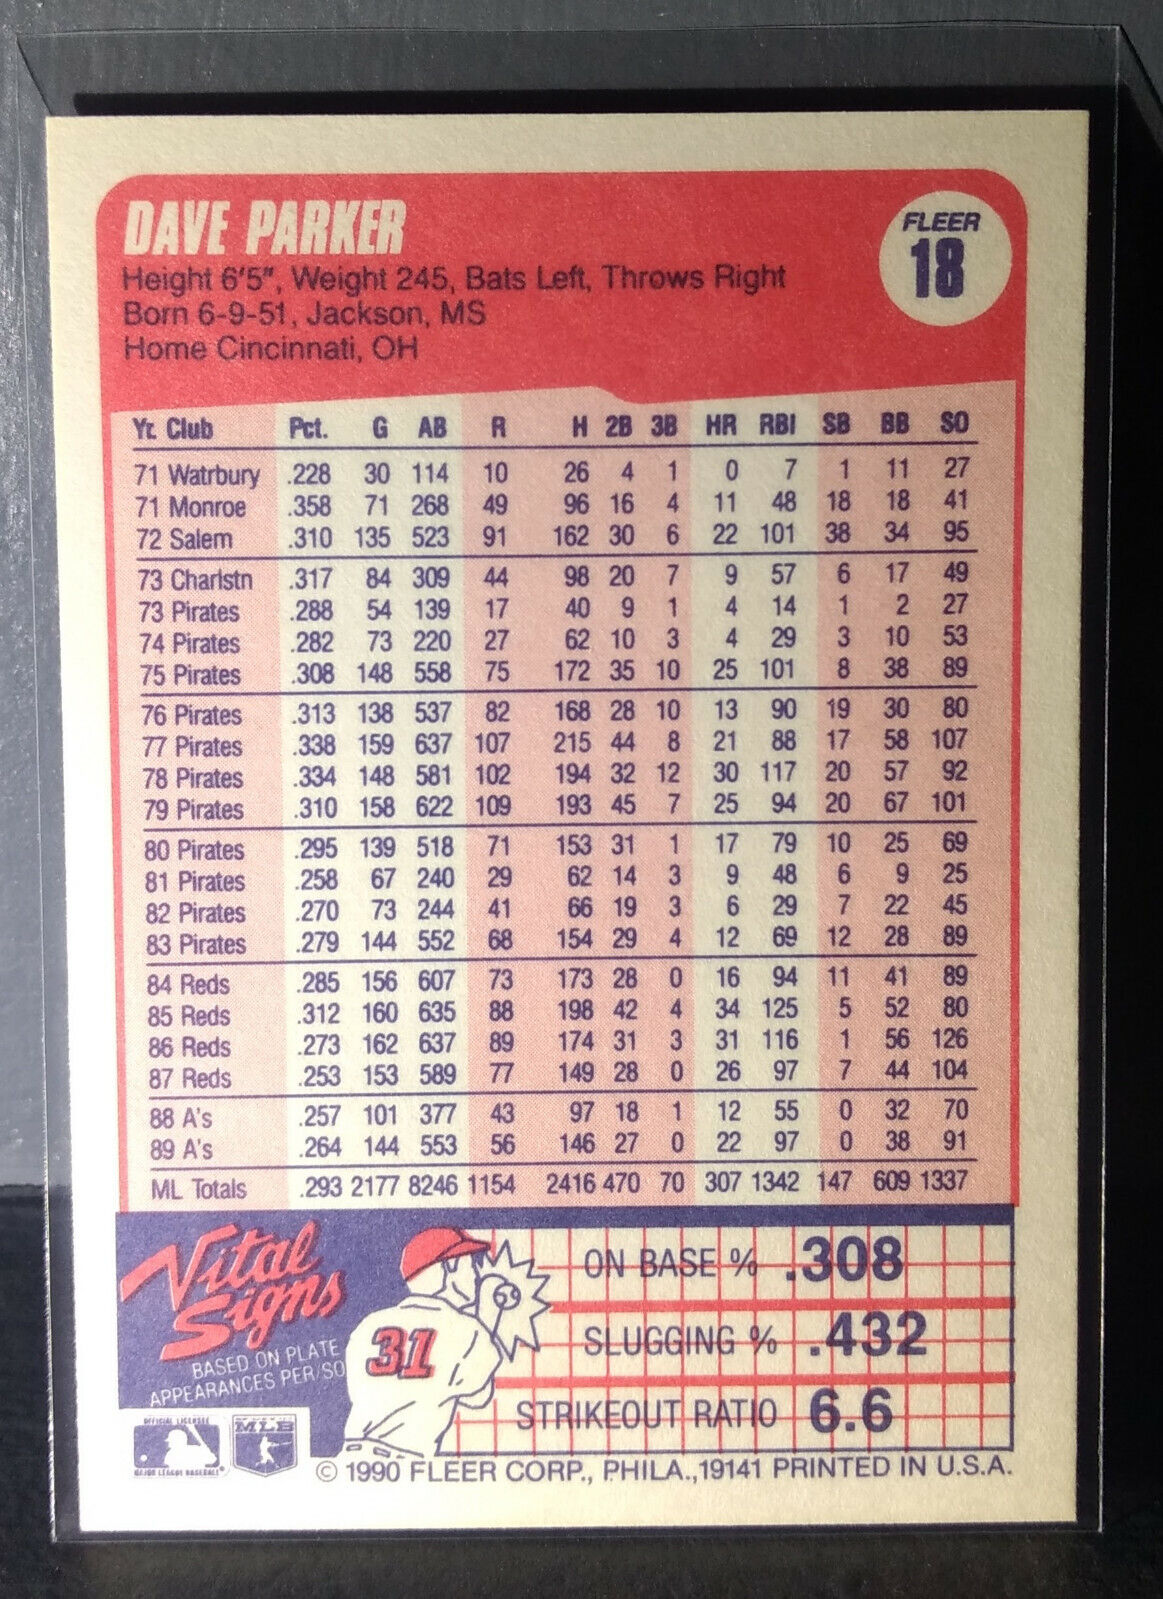 DAVE PARKER
FLEER
18
Height 6'5", Weight 245, Bats Left, Throws Right
Born 6-9-51, Jackson, MS
Home Cincinnati, OH
Yr. Club Pct. G AB R H 2B 3B HR RBI SB BB SO
71 Watrbury .228 30 114 10 26 4 1 0 7 1 11 27
71 Monroe .358 71 268 49 96 16 4 11 48 18 18 41
72 Salem .310 135 523 91 162 30 6 22 101 38 34 95
73 Charlstn .317 84 309 44 98 20 7 9 57 6 17 49
73 Pirates .288 54 139 17 40 9 1 4 14 1 2 27
74 Pirates .282 73 220 27 62 10 3 4 29 3 10 53
75 Pirates .308 148 558 75 172 35 10 25 101 8 38 89
76 Pirates .313 138 537 82 168 28 10 13 90 19 30 80
77 Pirates .338 159 637 107 215 44 8 21 88 17 58 107
78 Pirates .334 148 581 102 194 32 12 30 117 20 57 92
79 Pirates .310 158 622 109 193 45 7 25 94 20 67 101
80 Pirates .295 139 518 71 153 31 1 17 79 10 25 69
81 Pirates .258 67 240 29 62 14 3 9 48 6 9 25
82 Pirates .270 73 244 41 66 19 3 6 29 7 22 45
83 Pirates .279 144 552 68 154 29 4 12 69 12 28 89
84 Reds .285 156 607 73 173 28 0 16 94 11 41 89
85 Reds .312 160 635 88 198 42 4 34 125 5 52 80
86 Reds .273 162 637 89 174 31 3 31 116 1 56 126
87 Reds .253 153 589 77 149 28 0 26 97 7 44 104
88 A's .257 101 377 43 97 18 1 12 55 0 32 70
89 A's .264 144 553 56 146 27 0 22 97 0 38 91
ML Totals .293 2177 8246 1154 2416 470 70 307 1342 147 609 1337
Vital
Signs
BASED ON PLATE
APPEARANCES PER/SO
31
ON BASE % .308
SLUGGING % .432
STRIKEOUT RATIO 6.6
OFFICIAL LICENSEE
MAJOR LEAGUE BASEBALL
MLB
© 1990 FLEER CORP., PHILA.,19141 PRINTED IN U.S.A.